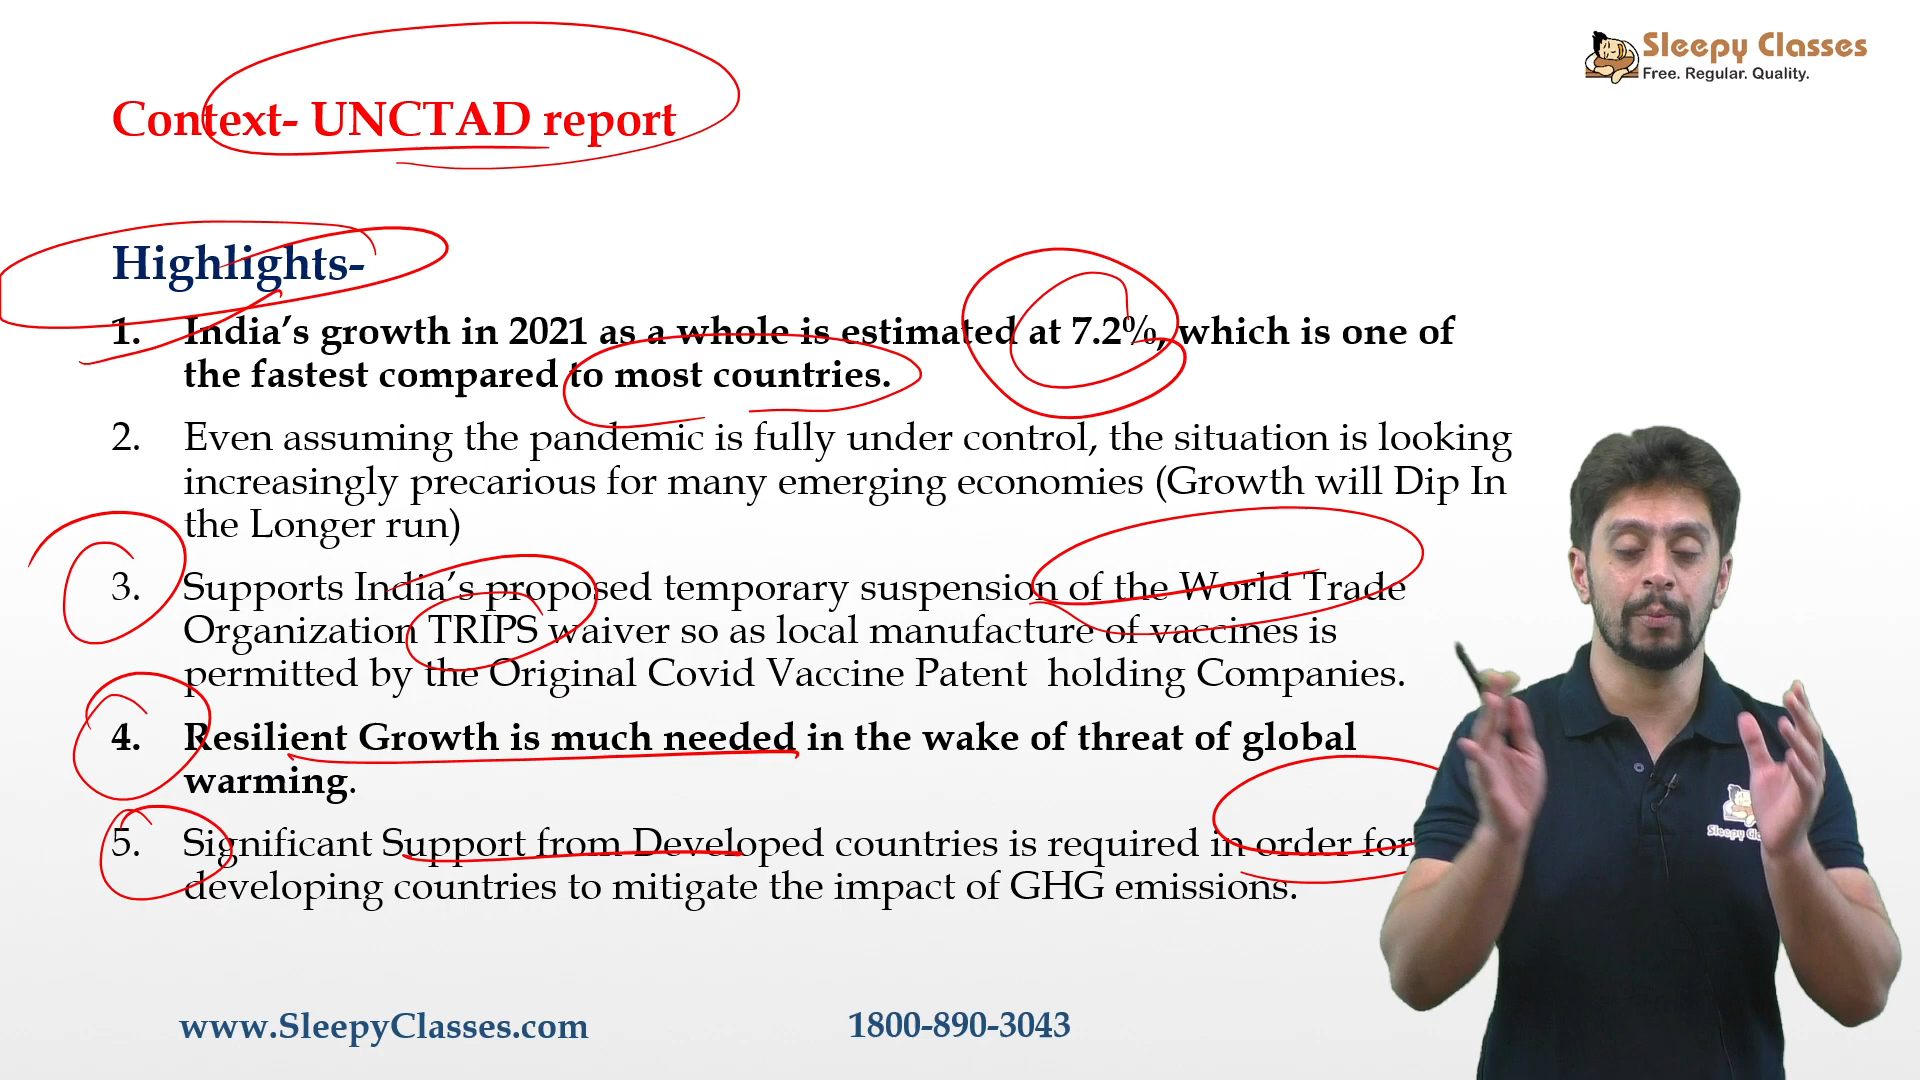 Sleepy Classes
Free. Regular. Quality.
Context- UNCTAD report
Highlights-
1. India’s growth in 2021 as a whole is estimated at 7.2%, which is one of
the fastest compared to most countries.
2. Even assuming the pandemic is fully under control, the situation is looking
increasingly precarious for many emerging economies (Growth will Dip In
the Longer run)
3. Supports India’s proposed temporary suspension of the World Trade
Organization TRIPS waiver so as local manufacture of vaccines is
permitted by the Original Covid Vaccine Patent holding Companies.
4. Resilient Growth is much needed in the wake of threat of global
warming.
5. Significant Support from Developed countries is required in order for
developing countries to mitigate the impact of GHG emissions.
Sleepy
www.SleepyClasses.com 1800-890-3043